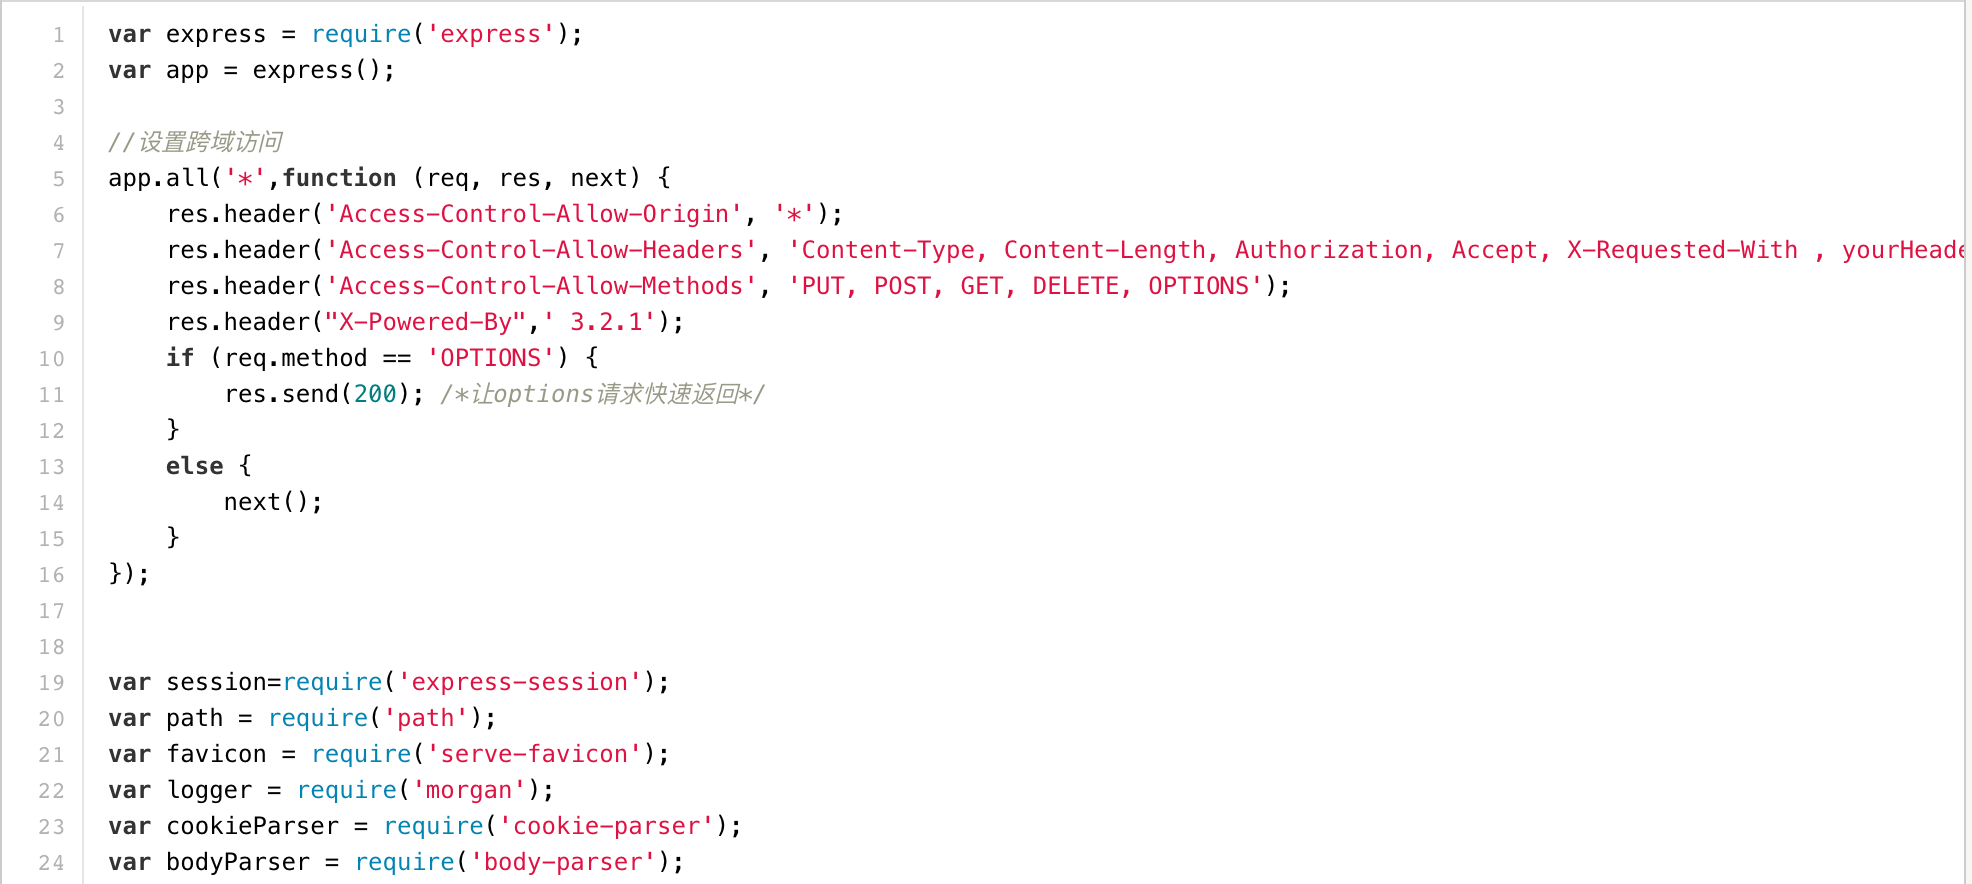 1 var express = require('express');
2 var app = express();
3
4 //设置跨域访问
5 app.all('*',function (req, res, next) {
6     res.header('Access-Control-Allow-Origin', '*');
7     res.header('Access-Control-Allow-Headers', 'Content-Type, Content-Length, Authorization, Accept, X-Requested-With , yourHeade
8     res.header('Access-Control-Allow-Methods', 'PUT, POST, GET, DELETE, OPTIONS');
9     res.header("X-Powered-By",' 3.2.1');
10     if (req.method == 'OPTIONS') {
11         res.send(200); /*让options请求快速返回*/
12     }
13     else {
14         next();
15     }
16 });
17
18
19 var session=require('express-session');
20 var path = require('path');
21 var favicon = require('serve-favicon');
22 var logger = require('morgan');
23 var cookieParser = require('cookie-parser');
24 var bodyParser = require('body-parser');